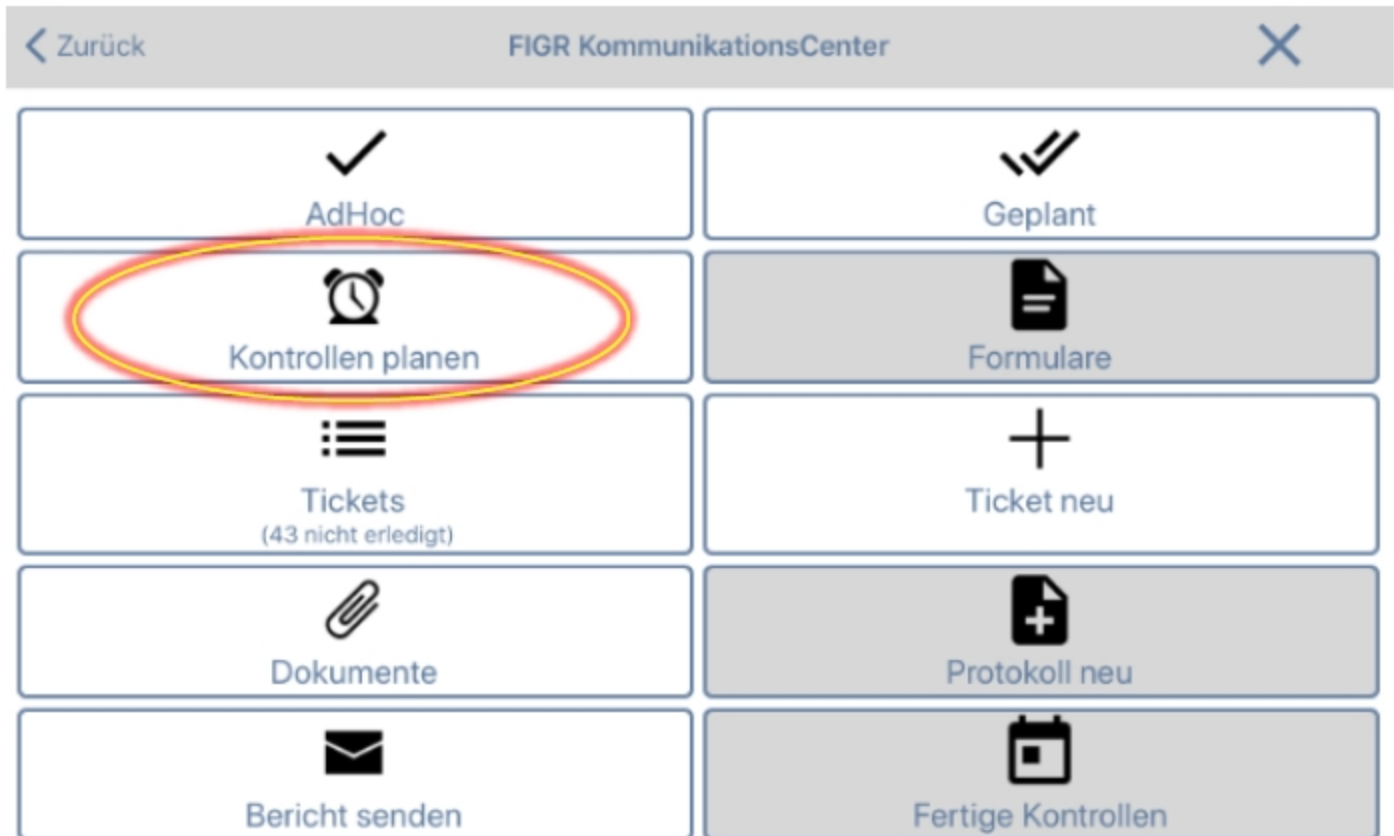 Zurück
FIGR KommunikationsCenter
AdHoc
Geplant
Kontrollen planen
Formulare
Tickets
(43 nicht erledigt)
Ticket neu
Dokumente
Protokoll neu
Bericht senden
Fertige Kontrollen